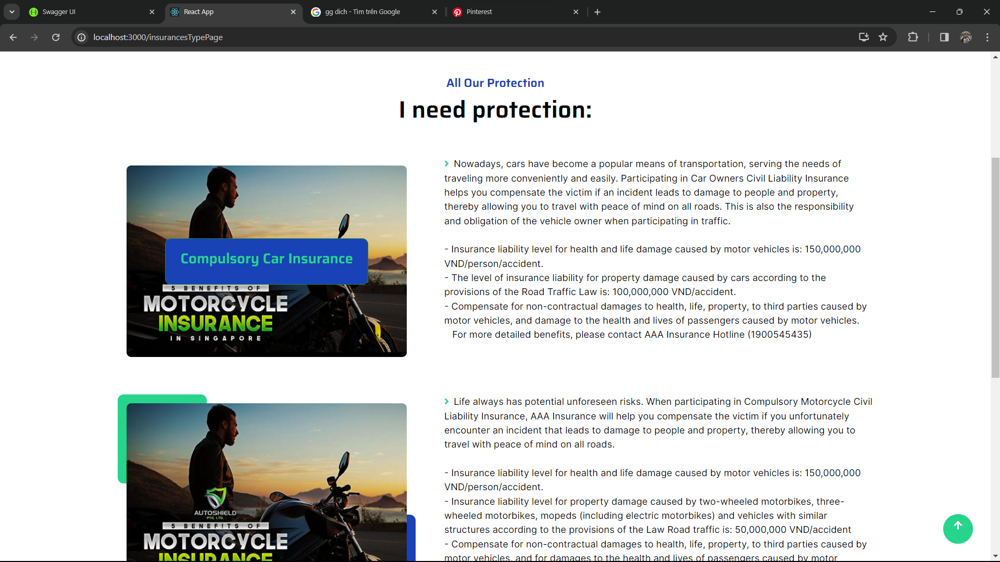 Swagger UI
React App
gg dich - Tìm trên Google
Pinterest
localhost:3000/insurancesTypePage
All Our Protection
I need protection:
Compulsory Car Insurance
5 BENEFITS OF
MOTORCYCLE
INSURANCE
IN SINGAPORE
Nowadays, cars have become a popular means of transportation, serving the needs of
traveling more conveniently and easily. Participating in Car Owners Civil Liability Insurance
helps you compensate the victim if an incident leads to damage to people and property,
thereby allowing you to travel with peace of mind on all roads. This is also the responsibility
and obligation of the vehicle owner when participating in traffic.
- Insurance liability level for health and life damage caused by motor vehicles is: 150,000,000
VND/person/accident.
- The level of insurance liability for property damage caused by cars according to the
provisions of the Road Traffic Law is: 100,000,000 VND/accident.
- Compensate for non-contractual damages to health, life, property, to third parties caused by
motor vehicles, and damage to the health and lives of passengers caused by motor vehicles.
For more detailed benefits, please contact AAA Insurance Hotline (1900545435)
AUTOSHIELD
PTE. LTD.
5 BENEFITS OF
MOTORCYCLE
INSURANCE
Life always has potential unforeseen risks. When participating in Compulsory Motorcycle Civil
Liability Insurance, AAA Insurance will help you compensate the victim if you unfortunately
encounter an incident that leads to damage to people and property, thereby allowing you to
travel with peace of mind on all roads.
- Insurance liability level for health and life damage caused by motor vehicles is: 150,000,000
VND/person/accident.
- Insurance liability level for property damage caused by two-wheeled motorbikes, three-
wheeled motorbikes, mopeds (including electric motorbikes) and vehicles with similar
structures according to the provisions of the Law Road traffic is: 50,000,000 VND/accident
- Compensate for non-contractual damages to health, life, property, to third parties caused by
motor vehicles, and for damages to the health and lives of passengers caused by motor